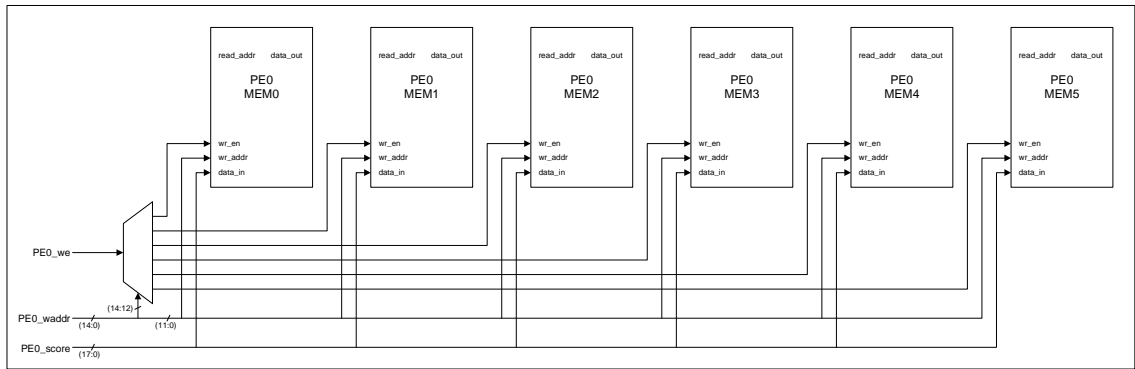 read_addr data_out read_addr data_out read_addr data_out read_addr data_out read_addr data_out read_addr data_out
PE0 PE0 PE0 PE0 PE0 PE0
MEM0 MEM1 MEM2 MEM3 MEM4 MEM5
wr_en wr_en wr_en wr_en wr_en wr_en
wr_addr wr_addr wr_addr wr_addr wr_addr wr_addr
data_in data_in data_in data_in data_in data_in
PE0_we
(14:12)
PE0_waddr
(14:0) (11:0)
PE0_score
(17:0)